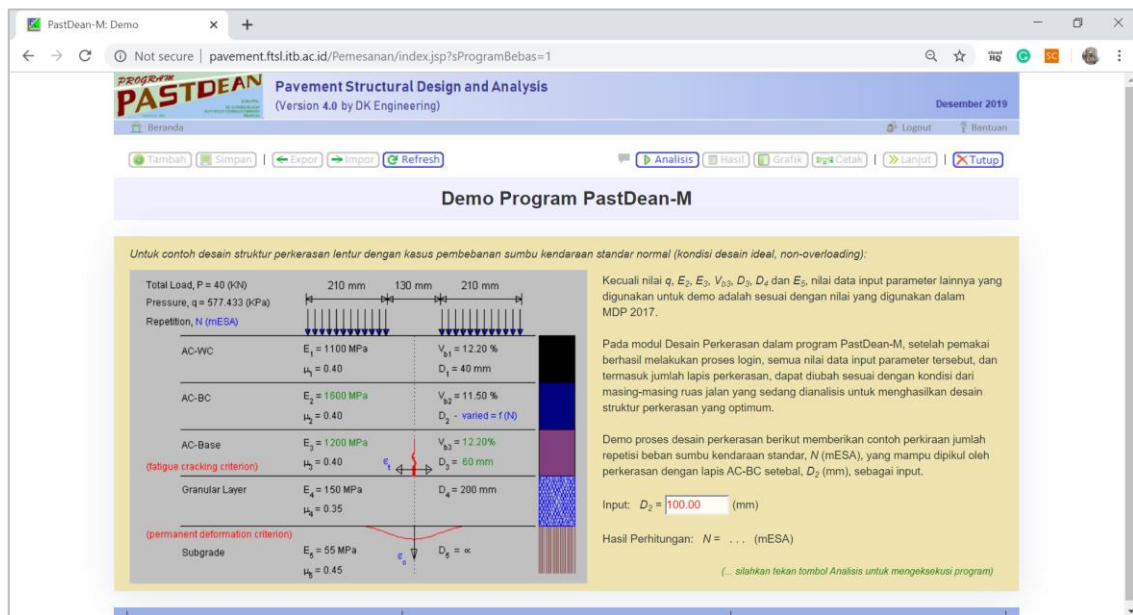 PastDean-M: Demo
Not secure | pavement.ftsl.itb.ac.id/Pemesanan/index.jsp?sProgramBebas=1
cloud HQ
SC
PROGRAM
PASTDEAN
Pavement Structural Design and Analysis
(Version 4.0 by DK Engineering)
Desember 2019
Beranda
Logout
Bantuan
Tambah Simpan | Expor Impor Refresh
Analisis Hasil Grafik Cetak | Lanjut | Tutup
Demo Program PastDean-M
Untuk contoh desain struktur perkerasan lentur dengan kasus pembebanan sumbu kendaraan standar normal (kondisi desain ideal, non-overloading):
Total Load, P = 40 (KN)
Pressure, q = 577.433 (KPa)
Repetition, N (mESA)
210 mm 130 mm 210 mm
AC-WC
E1 = 1100 MPa
Vb1 = 12.20 %
μ1 = 0.40
D1 = 40 mm
AC-BC
E2 = 1600 MPa
Vb2 = 11.50 %
μ2 = 0.40
D2 - varied = f (N)
AC-Base
E3 = 1200 MPa
Vb3 = 12.20%
(fatigue cracking criterion)
μ3 = 0.40
εt
D3 = 60 mm
Granular Layer
E4 = 150 MPa
D4 = 200 mm
μ4 = 0.35
(permanent deformation criterion)
Subgrade
E5 = 55 MPa
εc
D5 = ∝
μ5 = 0.45
Kecuali nilai q, E2, E3, Vb3, D3, D4 dan E5, nilai data input parameter lainnya yang
digunakan untuk demo adalah sesuai dengan nilai yang digunakan dalam
MDP 2017.
Pada modul Desain Perkerasan dalam program PastDean-M, setelah pemakai
berhasil melakukan proses login, semua nilai data input parameter tersebut, dan
termasuk jumlah lapis perkerasan, dapat diubah sesuai dengan kondisi dari
masing-masing ruas jalan yang sedang dianalisis untuk menghasilkan desain
struktur perkerasan yang optimum.
Demo proses desain perkerasan berikut memberikan contoh perkiraan jumlah
repetisi beban sumbu kendaraan standar, N (mESA), yang mampu dipikul oleh
perkerasan dengan lapis AC-BC setebal, D2 (mm), sebagai input.
Input: D2 = 100.00 (mm)
Hasil Perhitungan: N = . . . (mESA)
(... silahkan tekan tombol Analisis untuk mengeksekusi program)